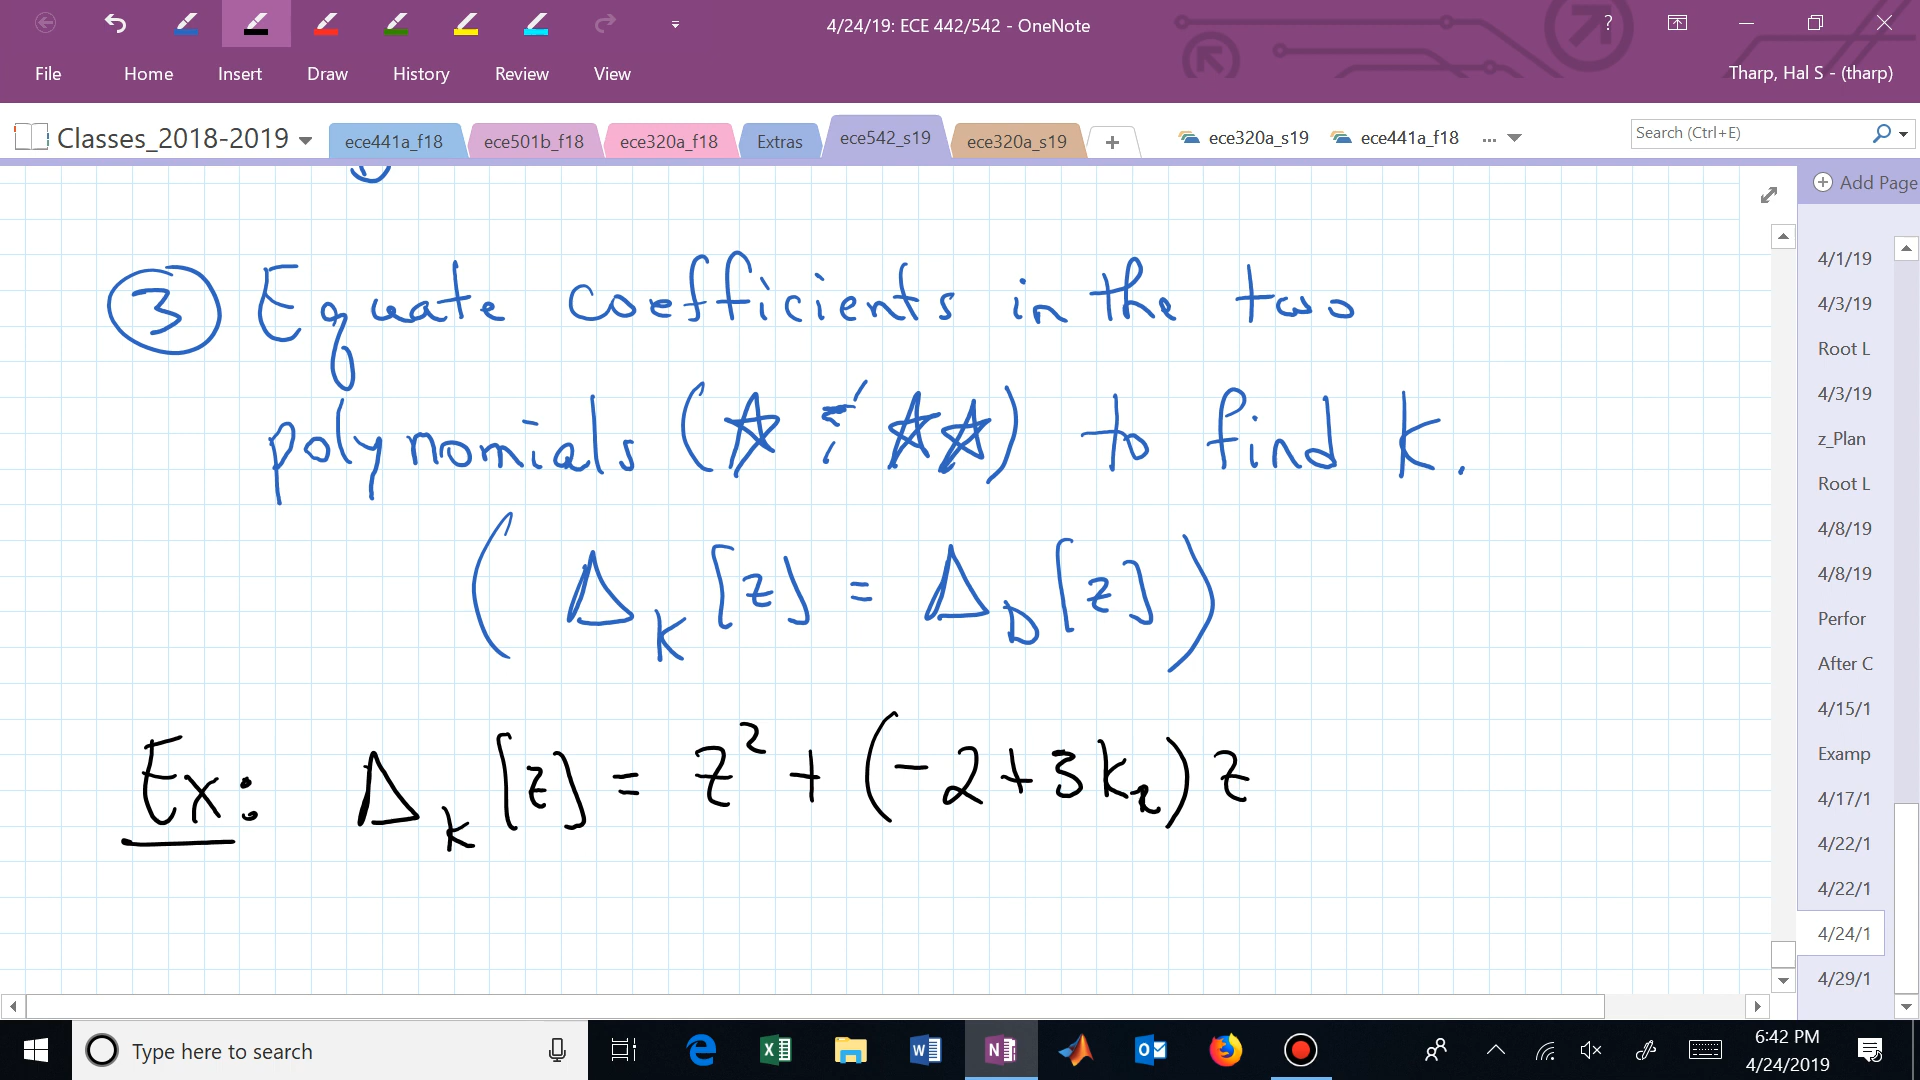 4/24/19: ECE 442/542 - OneNote
?
File Home Insert Draw History Review View
Tharp, Hal S - (tharp)
Classes_2018-2019
ece441a_f18
ece501b_f18
ece320a_f18
Extras
ece542_s19
ece320a_s19
+
ece320a_s19
ece441a_f18
...
Search (Ctrl+E)
Add Page
③ Equate coefficients in the two
polynomials (☆ & ☆☆) to find K.
( Δ_K [z] = Δ_D [z] )
Ex: Δ_K [z] = z² + (-2+3k₂) z
4/1/19
4/3/19
Root L
4/3/19
z_Plan
Root L
4/8/19
4/8/19
Perfor
After C
4/15/1
Examp
4/17/1
4/22/1
4/22/1
4/24/1
4/29/1
Type here to search
6:42 PM
4/24/2019